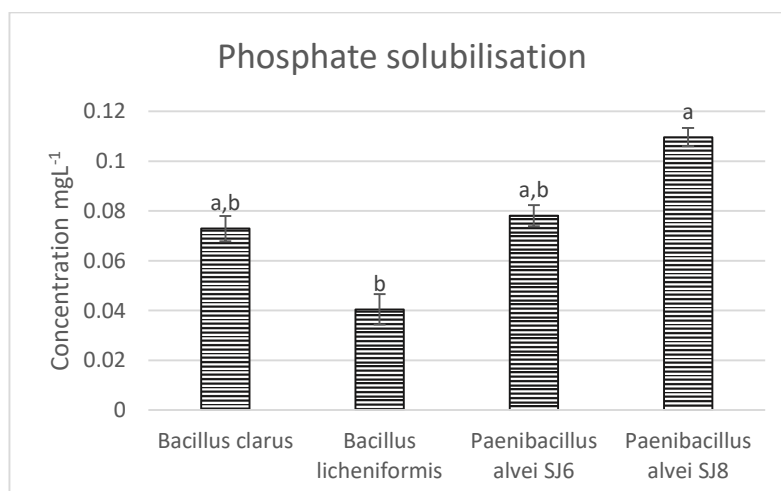 Phosphate solubilisation
Concentration mgL⁻¹
0.12
0.1
0.08
0.06
0.04
0.02
0
a,b
b
a,b
a
Bacillus clarus
Bacillus
licheniformis
Paenibacillus
alvei SJ6
Paenibacillus
alvei SJ8